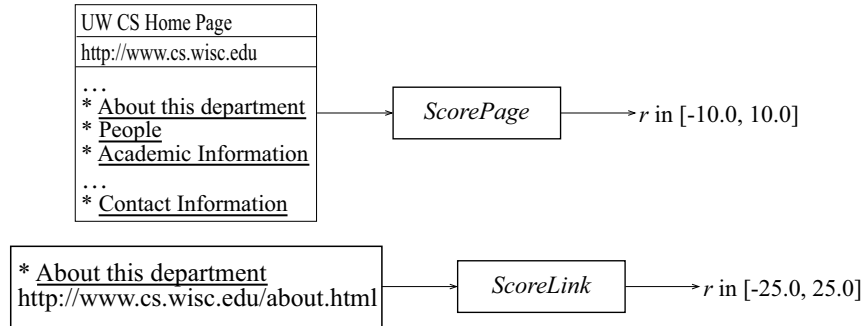 UW CS Home Page
http://www.cs.wisc.edu
...
* About this department
* People
* Academic Information
...
* Contact Information
ScorePage
r in [-10.0, 10.0]
* About this department
http://www.cs.wisc.edu/about.html
ScoreLink
r in [-25.0, 25.0]